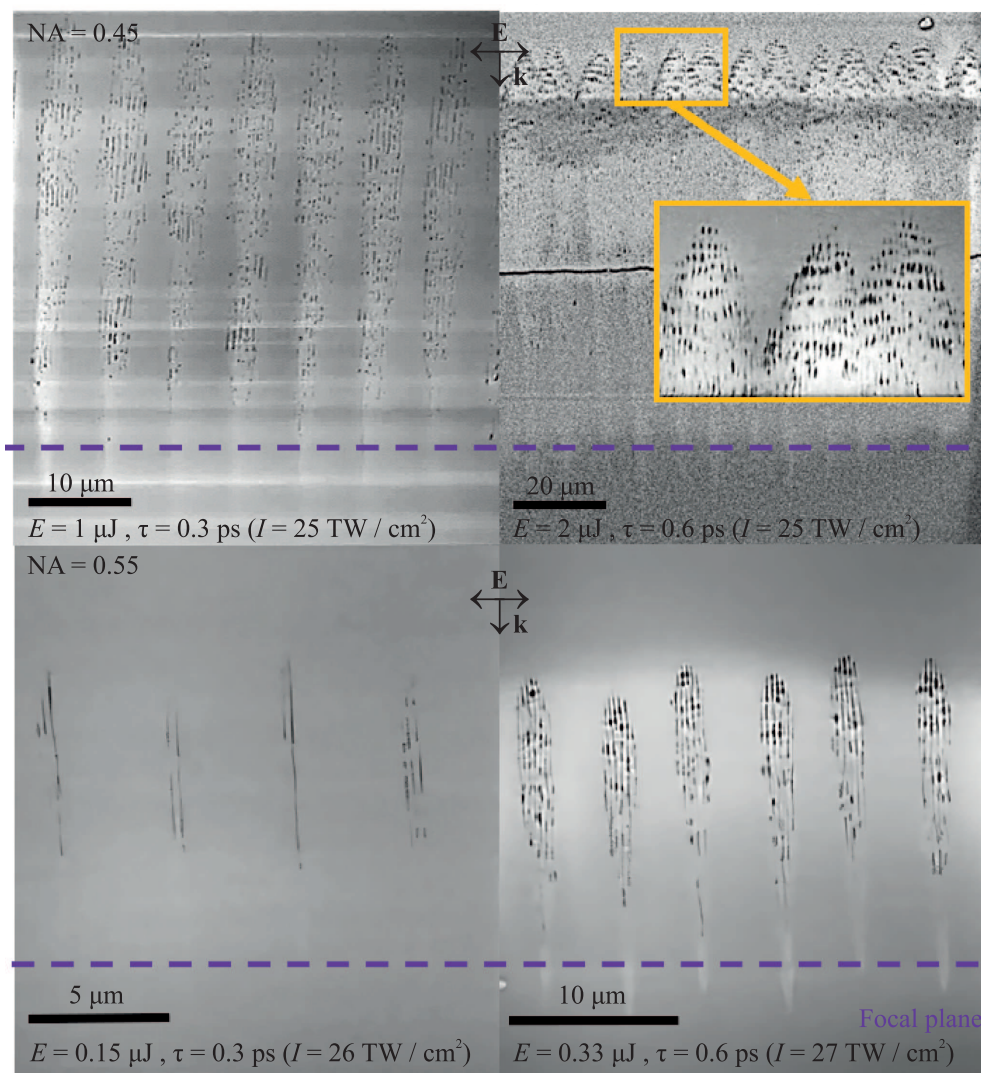 NA = 0.45
E
k
10 μm
20 μm
E = 1 μJ , τ = 0.3 ps (I = 25 TW / cm²)
E = 2 μJ , τ = 0.6 ps (I = 25 TW / cm²)
NA = 0.55
E
k
5 μm
10 μm
Focal plane
E = 0.15 μJ , τ = 0.3 ps (I = 26 TW / cm²)
E = 0.33 μJ , τ = 0.6 ps (I = 27 TW / cm²)